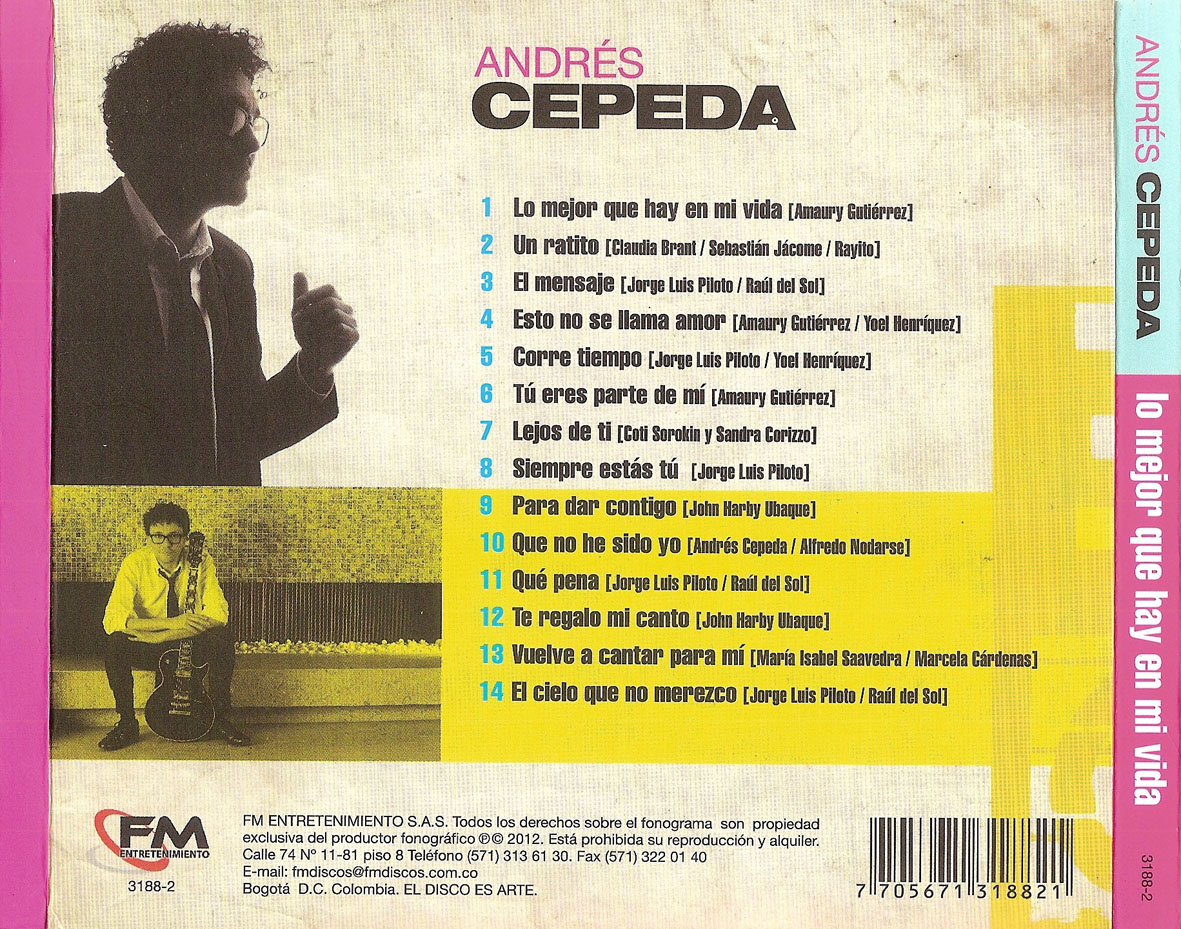 ANDRÉS
CEPEDA
1 Lo mejor que hay en mi vida [Amaury Gutiérrez]
2 Un ratito [Claudia Brant / Sebastián Jácome / Rayito]
3 El mensaje [Jorge Luis Piloto / Raúl del Sol]
4 Esto no se llama amor [Amaury Gutiérrez / Yoel Henríquez]
5 Corre tiempo [Jorge Luis Piloto / Yoel Henríquez]
6 Tú eres parte de mí [Amaury Gutiérrez]
7 Lejos de ti [Coti Sorokin y Sandra Corizzo]
8 Siempre estás tú [Jorge Luis Piloto]
9 Para dar contigo [John Harby Ubaque]
10 Que no he sido yo [Andrés Cepeda / Alfredo Nodarse]
11 Qué pena [Jorge Luis Piloto / Raúl del Sol]
12 Te regalo mi canto [John Harby Ubaque]
13 Vuelve a cantar para mí [María Isabel Saavedra / Marcela Cárdenas]
14 El cielo que no merezco [Jorge Luis Piloto / Raúl del Sol]
FM
ENTRETENIMIENTO
3188-2
FM ENTRETENIMIENTO S.A.S. Todos los derechos sobre el fonograma son propiedad
exclusiva del productor fonográfico ℗© 2012. Está prohibida su reproducción y alquiler.
Calle 74 Nº 11-81 piso 8 Teléfono (571) 313 61 30. Fax (571) 322 01 40
E-mail: fmdiscos@fmdiscos.com.co
Bogotá D.C. Colombia. EL DISCO ES ARTE.
7 705671 318821
ANDRÉS CEPEDA lo mejor que hay en mi vida 3188-2